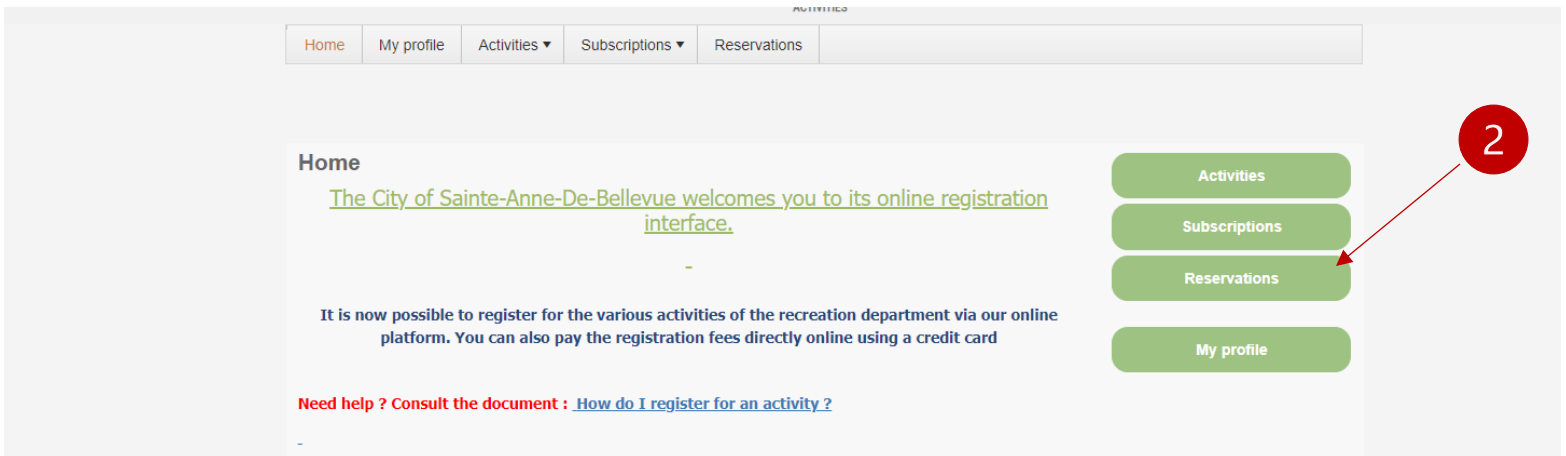 ACTIVITIES
Home My profile Activities ▼ Subscriptions ▼ Reservations
2
Home
Activities
The City of Sainte-Anne-De-Bellevue welcomes you to its online registration
interface.
Subscriptions
Reservations
It is now possible to register for the various activities of the recreation department via our online
platform. You can also pay the registration fees directly online using a credit card
My profile
Need help ? Consult the document : How do I register for an activity ?